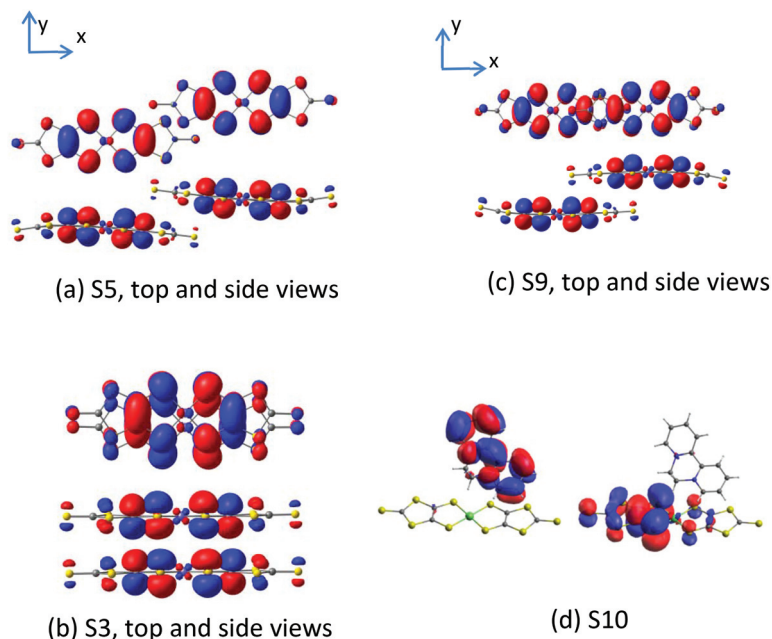 y
x
y
x
(a) S5, top and side views
(c) S9, top and side views
(b) S3, top and side views
(d) S10